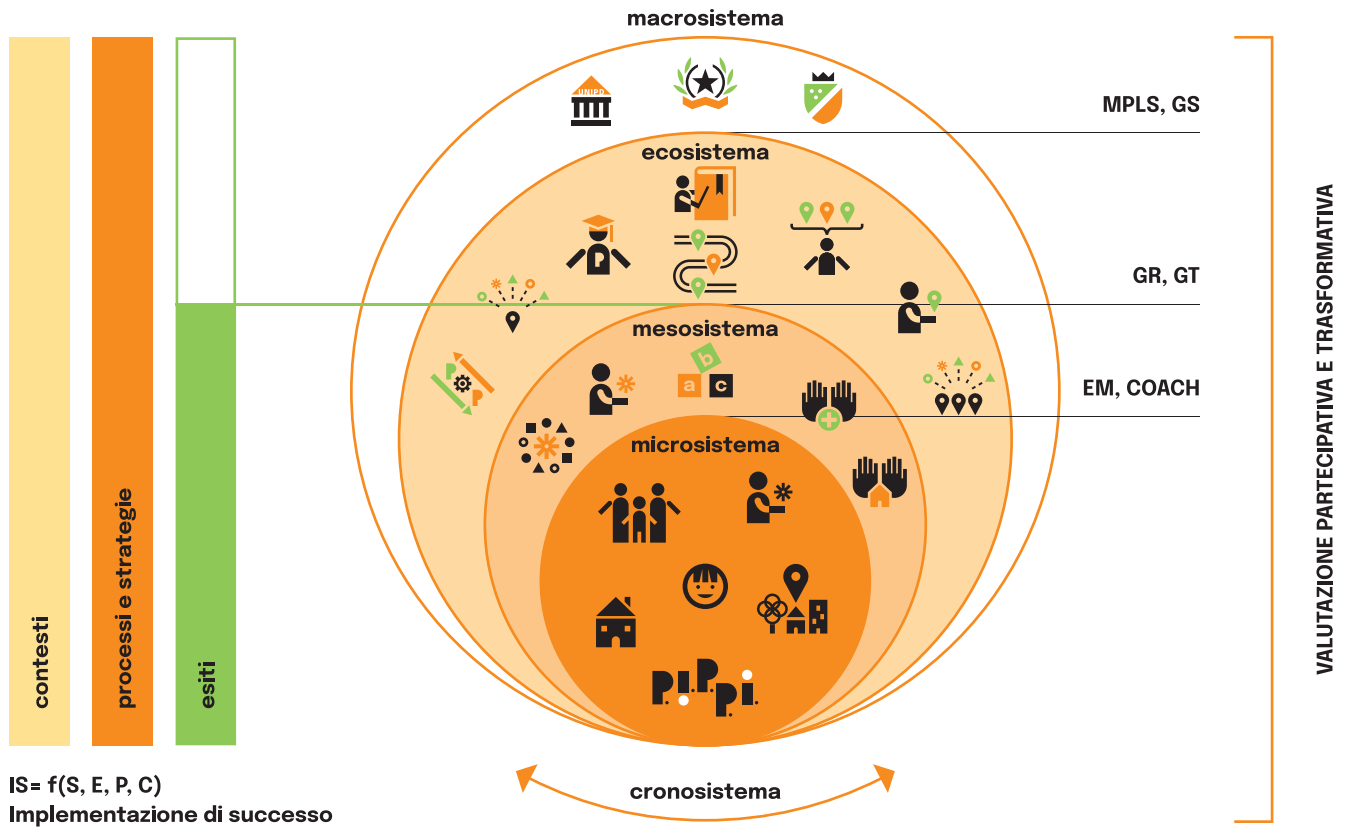 macrosistema
UNIPD
MPLS, GS
ecosistema
P
GR, GT
mesosistema
P
P
b
a c
EM, COACH
microsistema
P.I.P.P.I.
contesti
processi e strategie
esiti
VALUTAZIONE PARTECIPATIVA E TRASFORMATIVA
IS= f(S, E, P, C)
Implementazione di successo
cronosistema